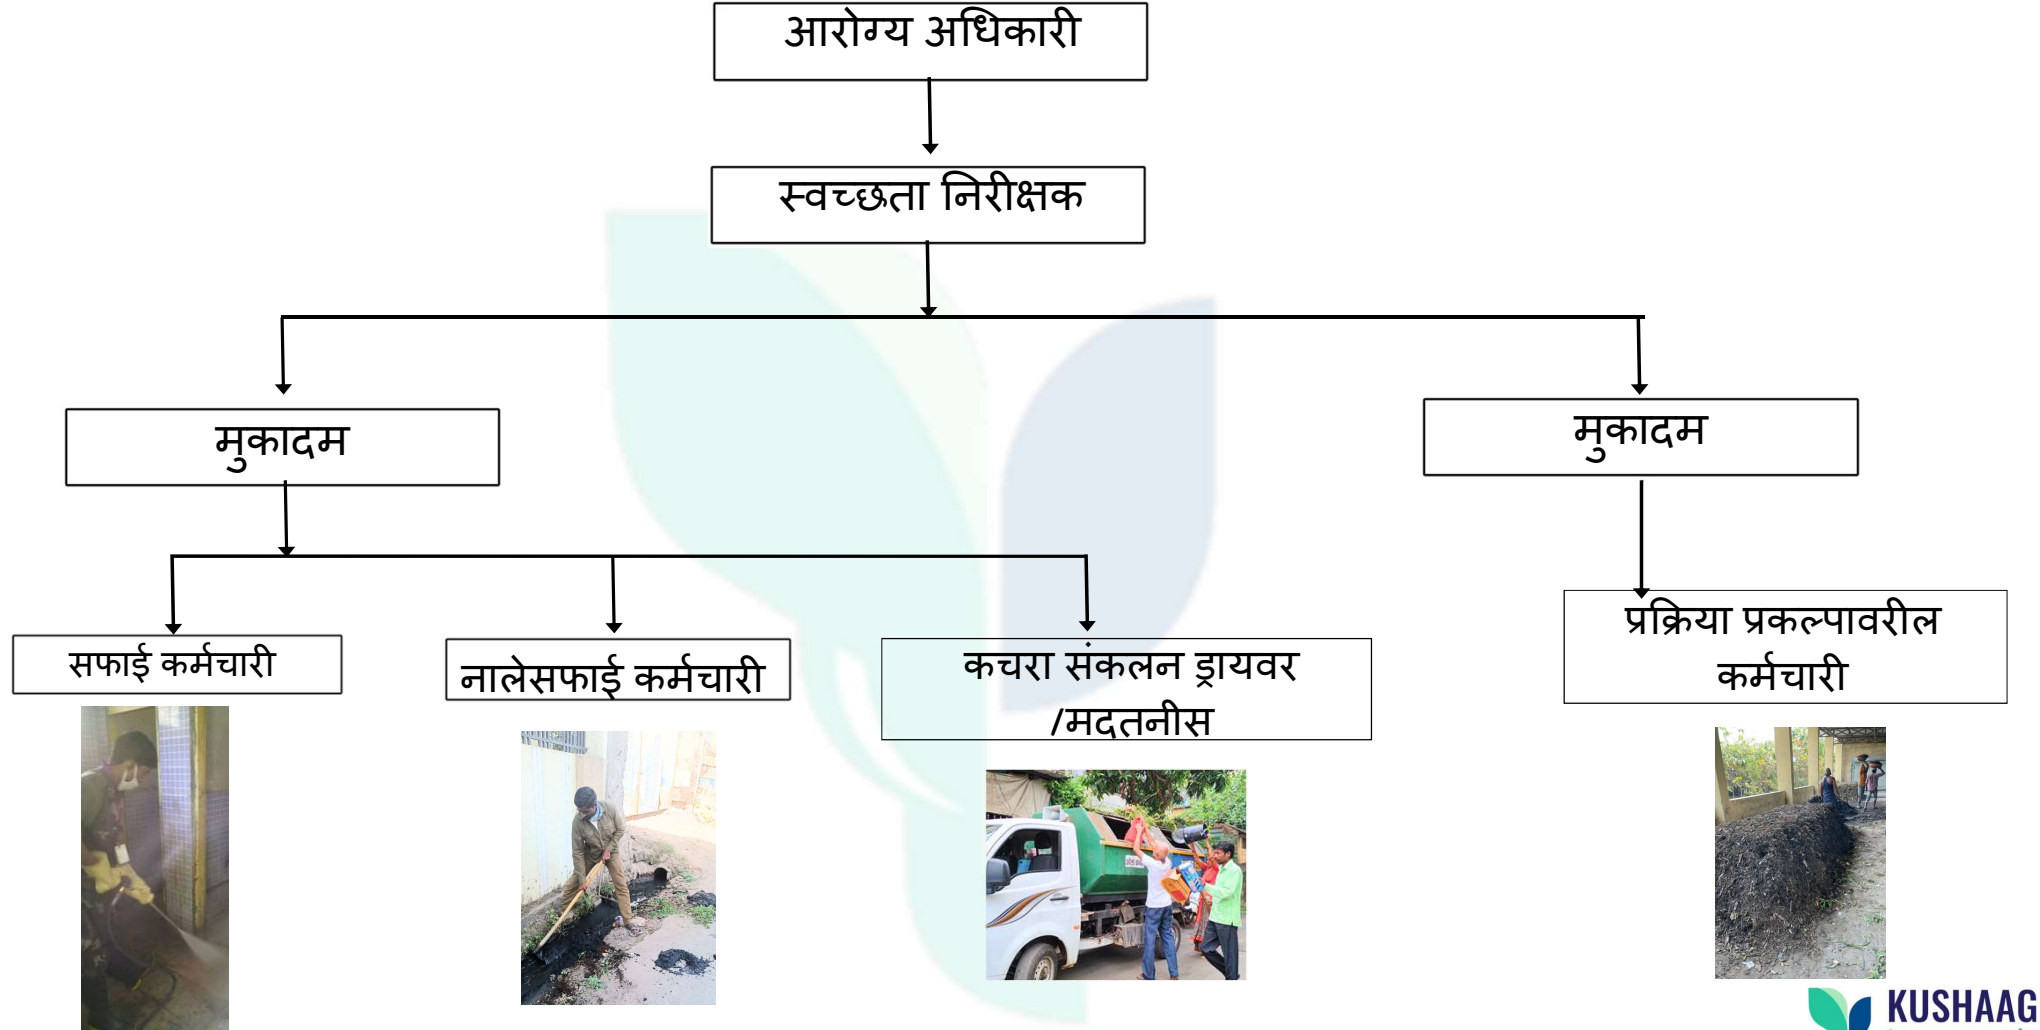 आरोग्य अधिकारी
स्वच्छता निरीक्षक
मुकादम
मुकादम
सफाई कर्मचारी
नालेसफाई कर्मचारी
कचरा संकलन ड्रायवर
/मदतनीस
प्रक्रिया प्रकल्पावरील
कर्मचारी
KUSHAAG